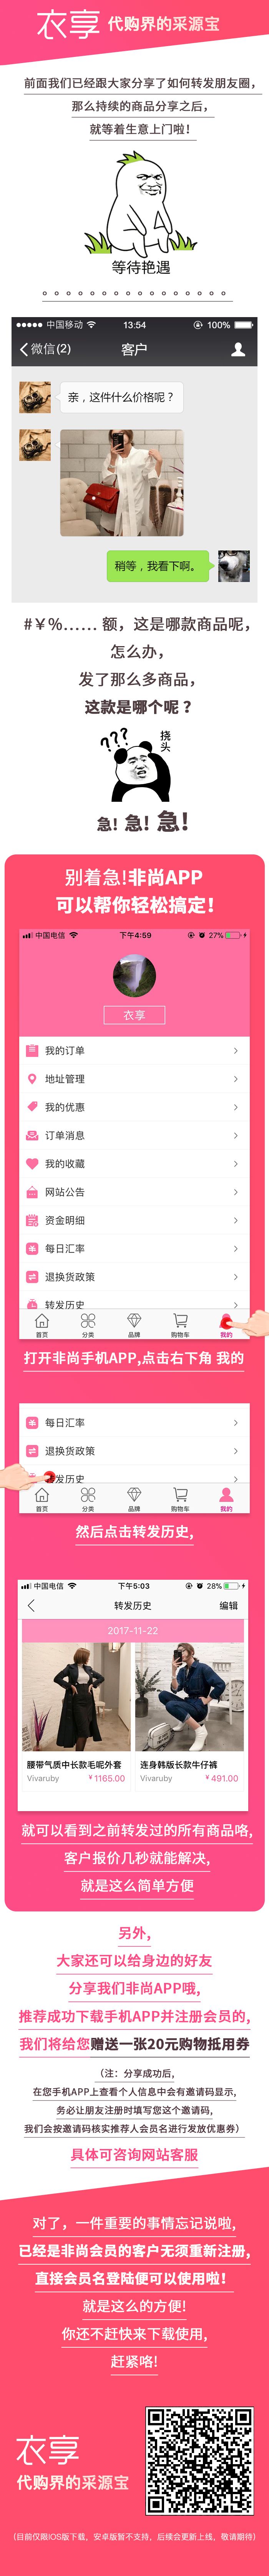 衣享 代购界的采源宝
前面我们已经跟大家分享了如何转发朋友圈，
那么持续的商品分享之后，
就等着生意上门啦！
等待艳遇
中国移动 13:54 100%
微信(2) 客户
亲，这件什么价格呢？
稍等，我看下啊。
#￥%…… 额，这是哪款商品呢，
怎么办，
发了那么多商品，
这款是哪个呢？
???
挠头
急！急！急！
别着急！非尚APP
可以帮你轻松搞定！
中国电信 下午4:59 27%
衣享
我的订单
地址管理
我的优惠
订单消息
我的收藏
网站公告
资金明细
每日汇率
退换货政策
转发历史
首页 分类 品牌 购物车 我的
打开非尚手机APP,点击右下角 我的
每日汇率
退换货政策
转发历史
首页 分类 品牌 购物车 我的
然后点击转发历史,
中国电信 下午5:03 28%
转发历史 编辑
2017-11-22
腰带气质中长款毛呢外套 连身韩版长款牛仔裤
Vivaruby ¥1165.00 Vivaruby ¥491.00
就可以看到之前转发过的所有商品咯,
客户报价几秒就能解决,
就是这么简单方便
另外,
大家还可以给身边的好友
分享我们非尚APP哦,
推荐成功下载手机APP并注册会员的,
我们将给您赠送一张20元购物抵用券
（注：分享成功后,
在您手机APP上查看个人信息中会有邀请码显示,
务必让朋友注册时填写您这个邀请码,
我们会按邀请码核实推荐人会员名进行发放优惠券）
具体可咨询网站客服
对了，一件重要的事情忘记说啦,
已经是非尚会员的客户无须重新注册,
直接会员名登陆便可以使用啦！
就是这么的方便!
你还不赶快来下载使用,
赶紧咯!
衣享
代购界的采源宝
（目前仅限iOS版下载，安卓版暂不支持，后续会更新上线，敬请期待）